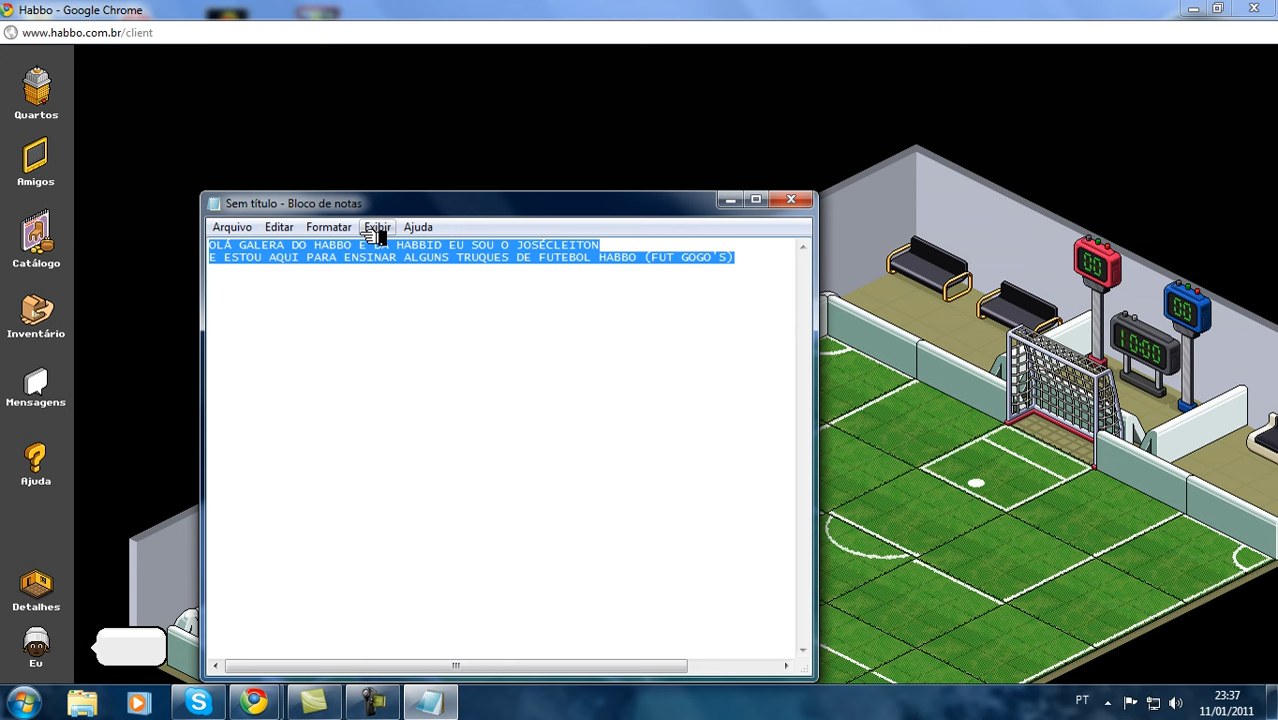 Habbo - Google Chrome
www.habbo.com.br/client
Quartos
Amigos
Catálogo
Inventário
Mensagens
Ajuda
Detalhes
Eu
Sem título - Bloco de notas
Arquivo Editar Formatar Exibir Ajuda
OLÁ GALERA DO HABBO E DA HABBID EU SOU O JOSÉCLEITON
E ESTOU AQUI PARA ENSINAR ALGUNS TRUQUES DE FUTEBOL HABBO (FUT GOGO'S)
00
00
10:00
PT
23:37
11/01/2011